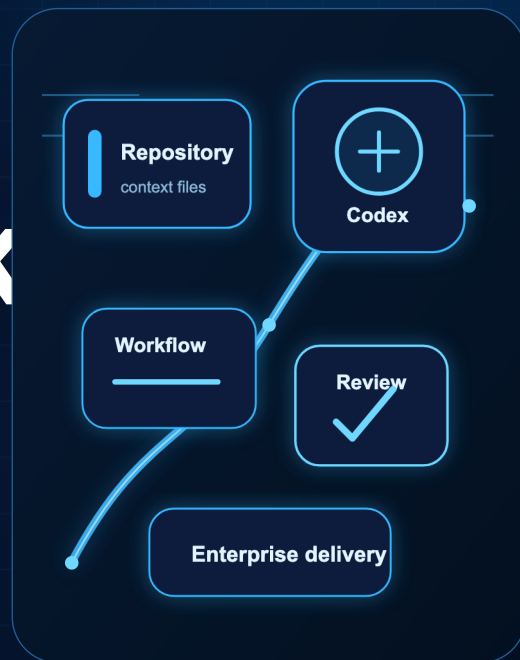 Repository
context files
Codex
Workflow
Review
Enterprise delivery